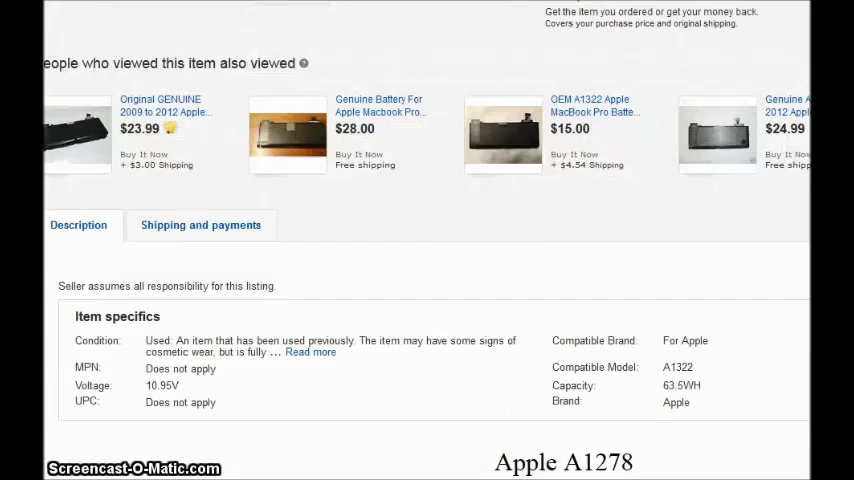 Get the item you ordered or get your money back.
Covers your purchase price and original shipping.
eople who viewed this item also viewed
Original GENUINE
2009 to 2012 Apple...
$23.99
Buy It Now
+ $3.00 Shipping
Genuine Battery For
Apple Macbook Pro...
$28.00
Buy It Now
Free shipping
OEM A1322 Apple
MacBook Pro Batte...
$15.00
Buy It Now
+ $4.54 Shipping
Genuine A
2012 Appl
$24.99
Buy It Now
Free shipp
Description
Shipping and payments
Seller assumes all responsibility for this listing.
Item specifics
Condition: Used: An item that has been used previously. The item may have some signs of
cosmetic wear, but is fully ... Read more
Compatible Brand: For Apple
MPN: Does not apply
Compatible Model: A1322
Voltage: 10.95V
Capacity: 63.5WH
UPC: Does not apply
Brand: Apple
Apple A1278
Screencast-O-Matic.com